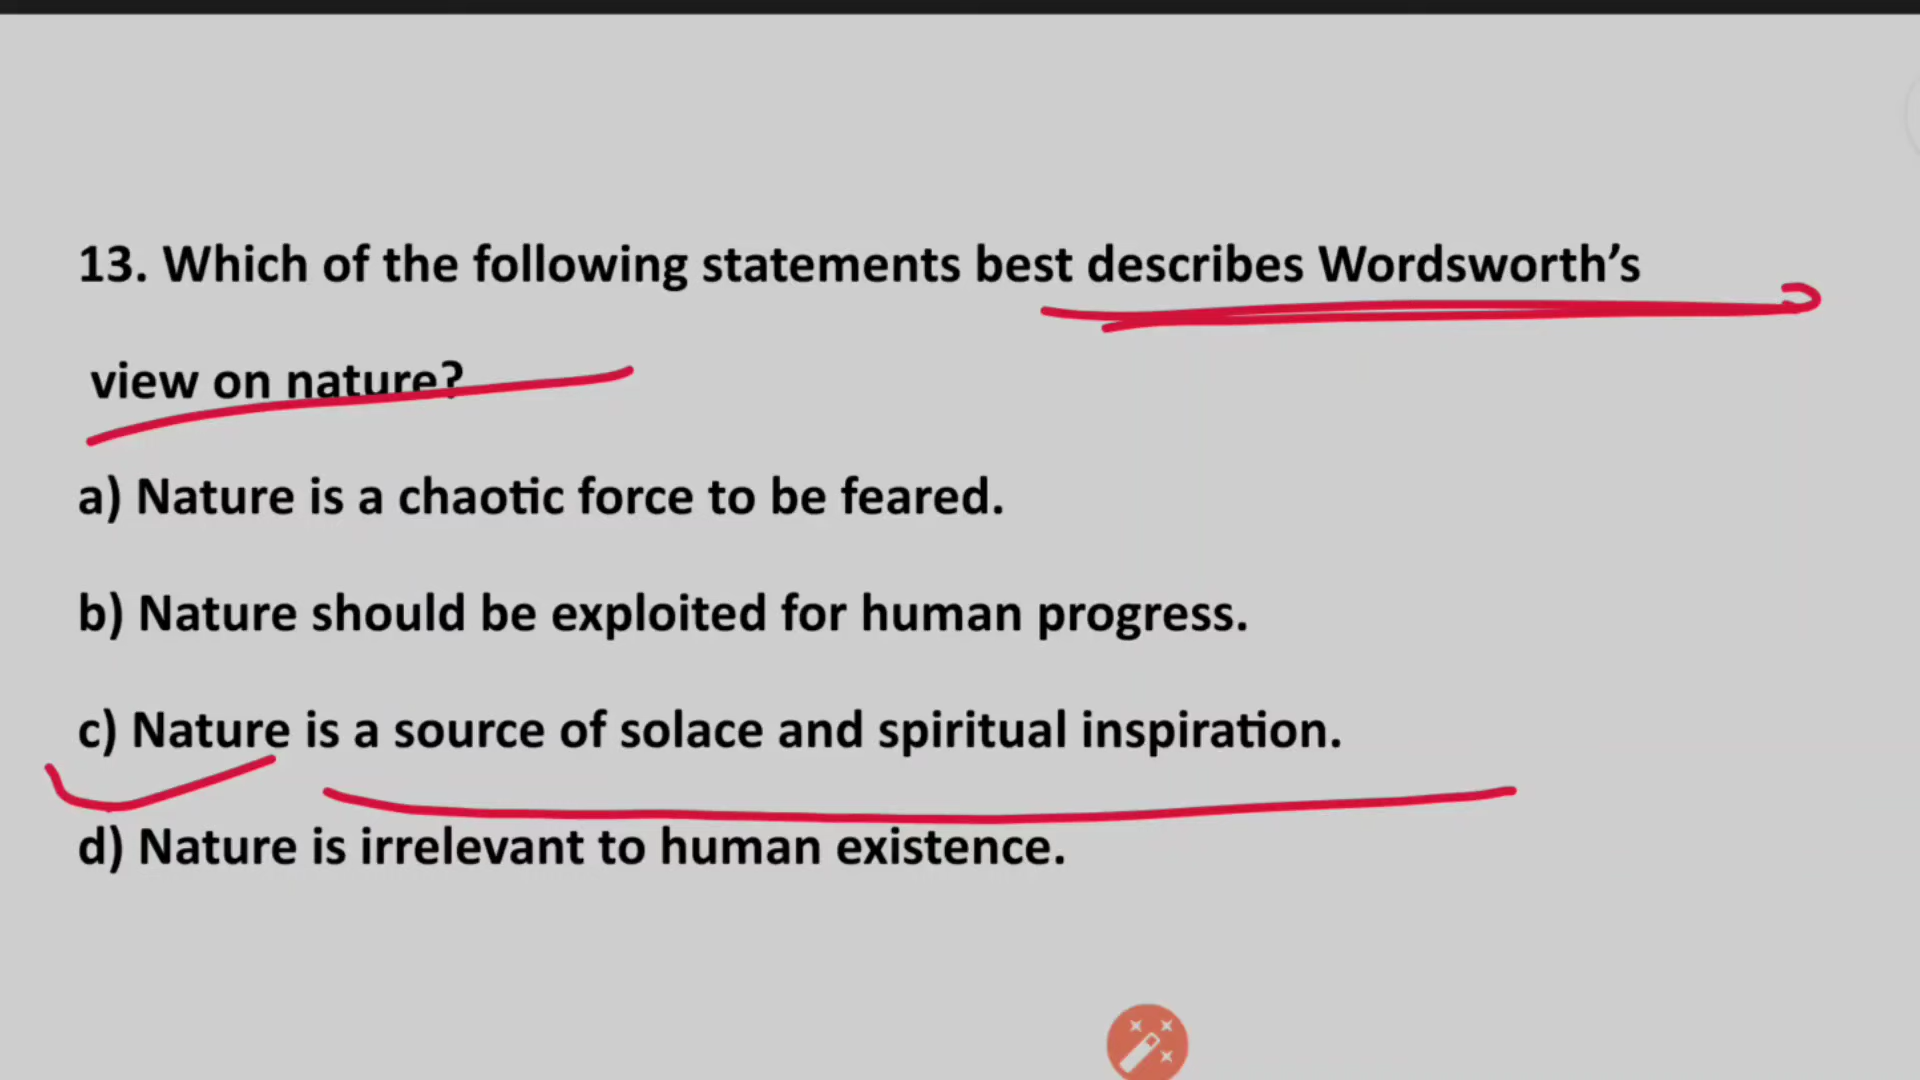 13. Which of the following statements best describes Wordsworth’s
view on nature?
a) Nature is a chaotic force to be feared.
b) Nature should be exploited for human progress.
c) Nature is a source of solace and spiritual inspiration.
d) Nature is irrelevant to human existence.